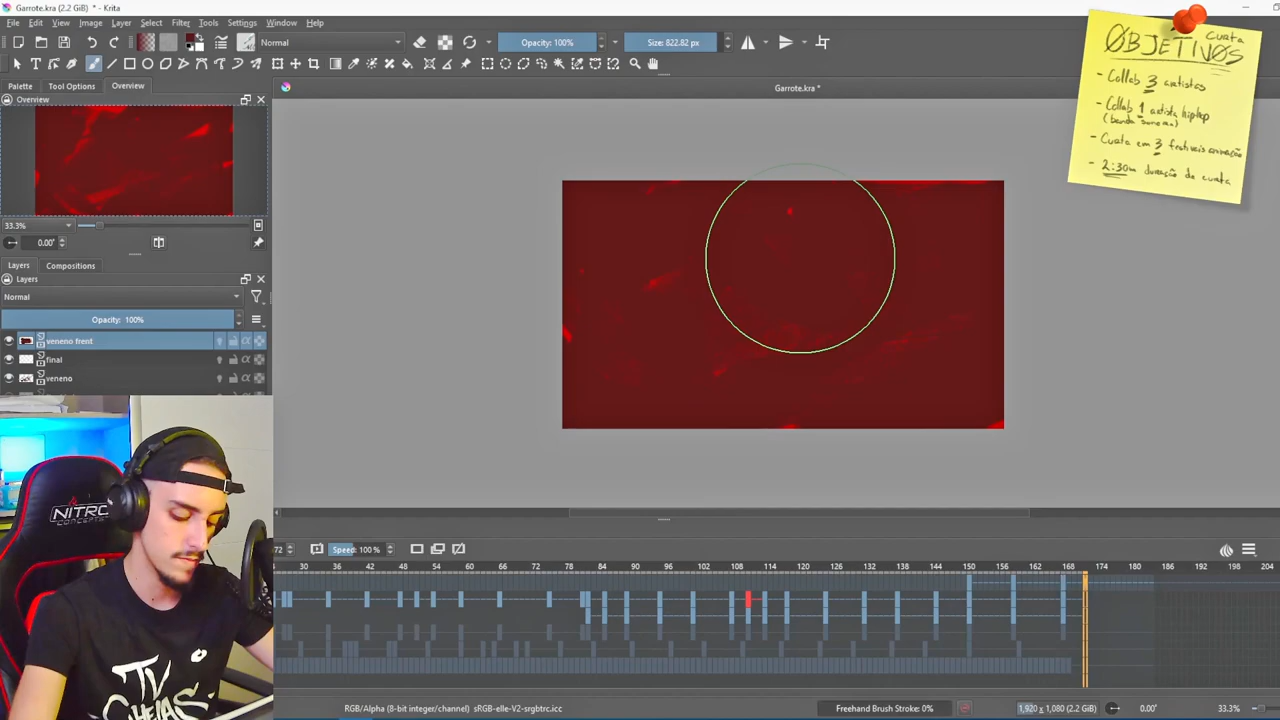 Garrote.kra (2.2 GiB) * - Krita
File Edit View Image Layer Select Filter Tools Settings Window Help
Normal
Opacity: 100%
Size: 822.82 px
Palette Tool Options Overview
Overview
Garrote.kra *
33.3%
0.00°
Layers Compositions
Layers
Normal
Opacity: 100%
veneno frent
final
veneno
OBJETIVOS
curta
- Collab 3 artistas
- Collab 1 artista hiphop
(banda sonora)
- Curta em 3 festivais animação
- 2:30m duração de curta
72
Speed: 100 %
30 36 42 48 54 60 66 72 78 84 90 96 102 108 114 120 126 132 138 144 150 156 162 168 174 180 186 192 198 204
NITRO
CONCEPTS
TV
CHEIAS
RGB/Alpha (8-bit integer/channel) sRGB-elle-V2-srgbtrc.icc
Freehand Brush Stroke: 0%
1,920 x 1,080 (2.2 GiB)
0.00°
33.3%